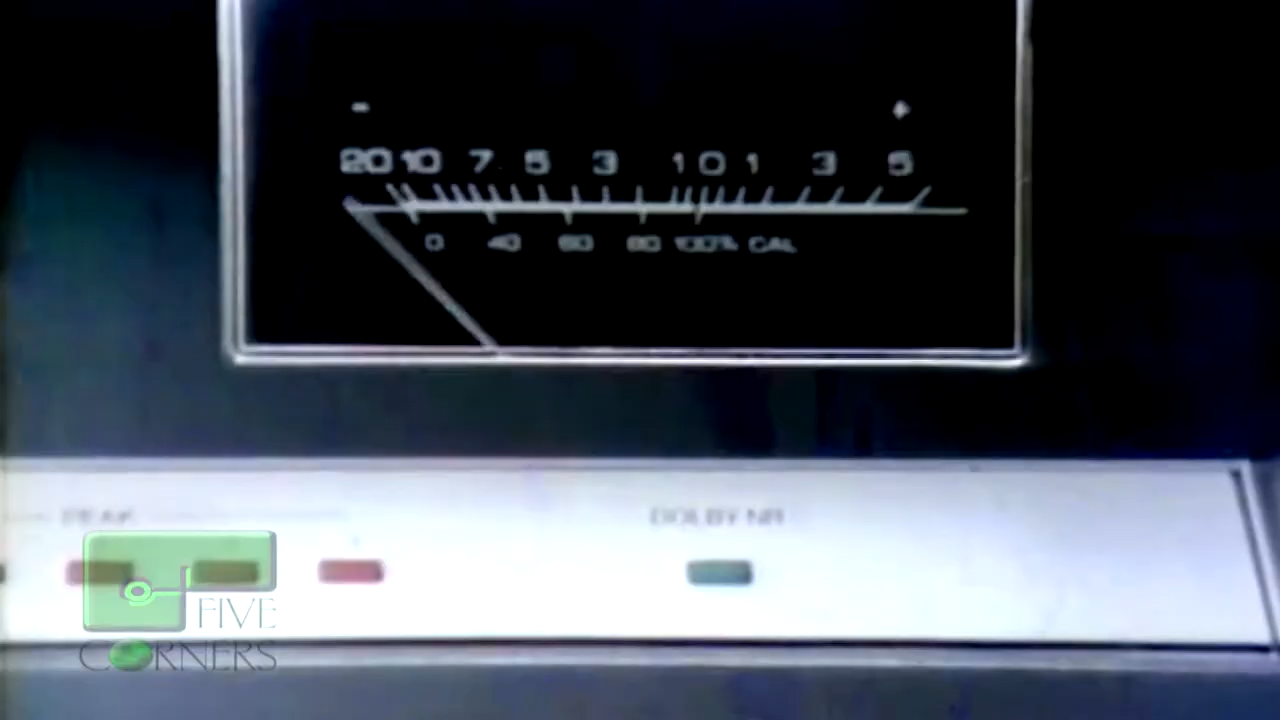 - +
20 10 7 5 3 1 0 1 3 5
0 40 60 80 100% CAL
PEAK DOLBY NR
FIVE
CORNERS